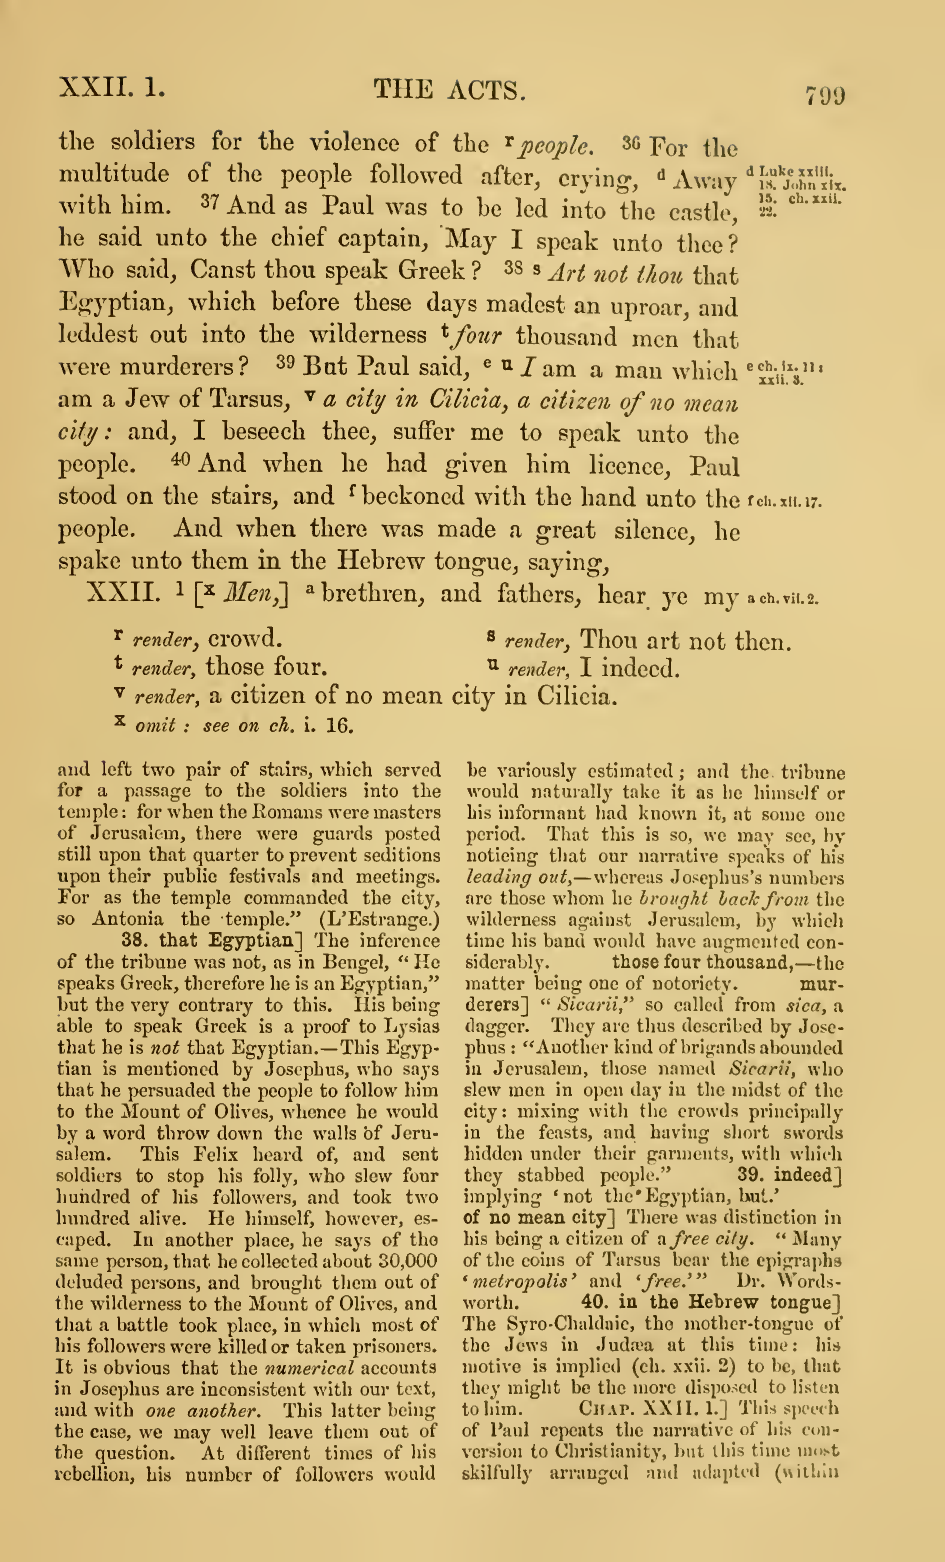 XXII. 1. THE ACTS. 799
the soldiers for the violence of the r people. 36 For the
multitude of the people followed after, crying, d Away
d Luke xxiii.
18. John xix.
15. ch. xxii.
22.
with him. 37 And as Paul was to be led into the castle,
he said unto the chief captain, May I speak unto thee?
Who said, Canst thou speak Greek? 38 s Art not thou that
Egyptian, which before these days madest an uproar, and
leddest out into the wilderness t four thousand men that
were murderers? 39 But Paul said, e u I am a man which
e ch. ix. 11:
xxii. 3.
am a Jew of Tarsus, v a city in Cilicia, a citizen of no mean
city: and, I beseech thee, suffer me to speak unto the
people. 40 And when he had given him licence, Paul
stood on the stairs, and f beckoned with the hand unto the
f ch. xii. 17.
people. And when there was made a great silence, he
spake unto them in the Hebrew tongue, saying,
XXII. 1 [x Men,] a brethren, and fathers, hear ye my
a ch. vii. 2.
r render, crowd.
s render, Thou art not then.
t render, those four.
u render, I indeed.
v render, a citizen of no mean city in Cilicia.
x omit: see on ch. i. 16.
and left two pair of stairs, which served
for a passage to the soldiers into the
temple: for when the Romans were masters
of Jerusalem, there were guards posted
still upon that quarter to prevent seditions
upon their public festivals and meetings.
For as the temple commanded the city,
so Antonia the temple." (L'Estrange.)
38. that Egyptian] The inference
of the tribune was not, as in Bengel, "He
speaks Greek, therefore he is an Egyptian,"
but the very contrary to this. His being
able to speak Greek is a proof to Lysias
that he is not that Egyptian.—This Egyp-
tian is mentioned by Josephus, who says
that he persuaded the people to follow him
to the Mount of Olives, whence he would
by a word throw down the walls of Jeru-
salem. This Felix heard of, and sent
soldiers to stop his folly, who slew four
hundred of his followers, and took two
hundred alive. He himself, however, es-
caped. In another place, he says of the
same person, that he collected about 30,000
deluded persons, and brought them out of
the wilderness to the Mount of Olives, and
that a battle took place, in which most of
his followers were killed or taken prisoners.
It is obvious that the numerical accounts
in Josephus are inconsistent with our text,
and with one another. This latter being
the case, we may well leave them out of
the question. At different times of his
rebellion, his number of followers would
be variously estimated; and the tribune
would naturally take it as he himself or
his informant had known it, at some one
period. That this is so, we may see, by
noticing that our narrative speaks of his
leading out,—whereas Josephus's numbers
are those whom he brought back from the
wilderness against Jerusalem, by which
time his band would have augmented con-
siderably. those four thousand,—the
matter being one of notoriety. mur-
derers] "Sicarii," so called from sica, a
dagger. They are thus described by Jose-
phus: "Another kind of brigands abounded
in Jerusalem, those named Sicarii, who
slew men in open day in the midst of the
city: mixing with the crowds principally
in the feasts, and having short swords
hidden under their garments, with which
they stabbed people." 39. indeed]
implying 'not the Egyptian, but.'
of no mean city] There was distinction in
his being a citizen of a free city. "Many
of the coins of Tarsus bear the epigraphs
'metropolis' and 'free.'" Dr. Words-
worth. 40. in the Hebrew tongue]
The Syro-Chaldaic, the mother-tongue of
the Jews in Judæa at this time: his
motive is implied (ch. xxii. 2) to be, that
they might be the more disposed to listen
to him. CHAP. XXII. 1.] This speech
of Paul repeats the narrative of his con-
version to Christianity, but this time most
skilfully arranged and adapted (within